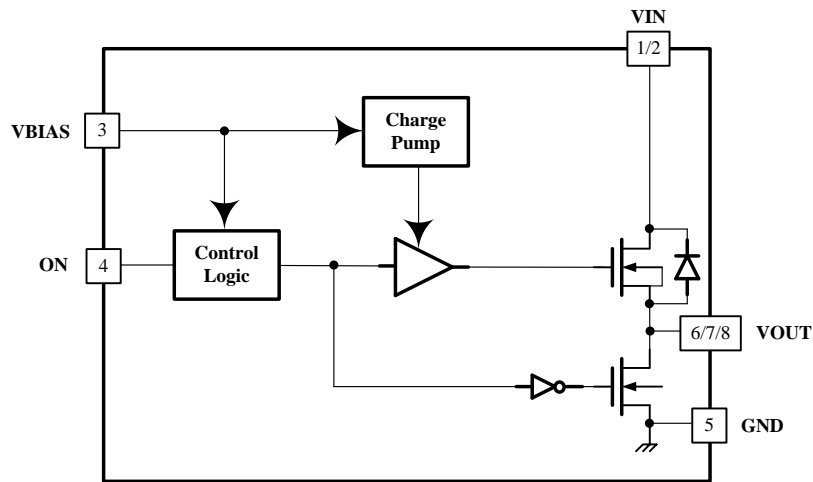 VIN
1/2
VBIAS
3
Charge
Pump
ON
4
Control
Logic
6/7/8
VOUT
5
GND